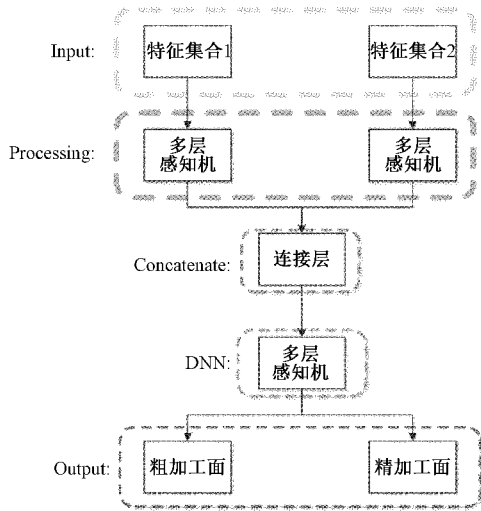 Input:
特征集合1
特征集合2
Processing:
多层
感知机
多层
感知机
Concatenate:
连接层
DNN:
多层
感知机
Output:
粗加工面
精加工面